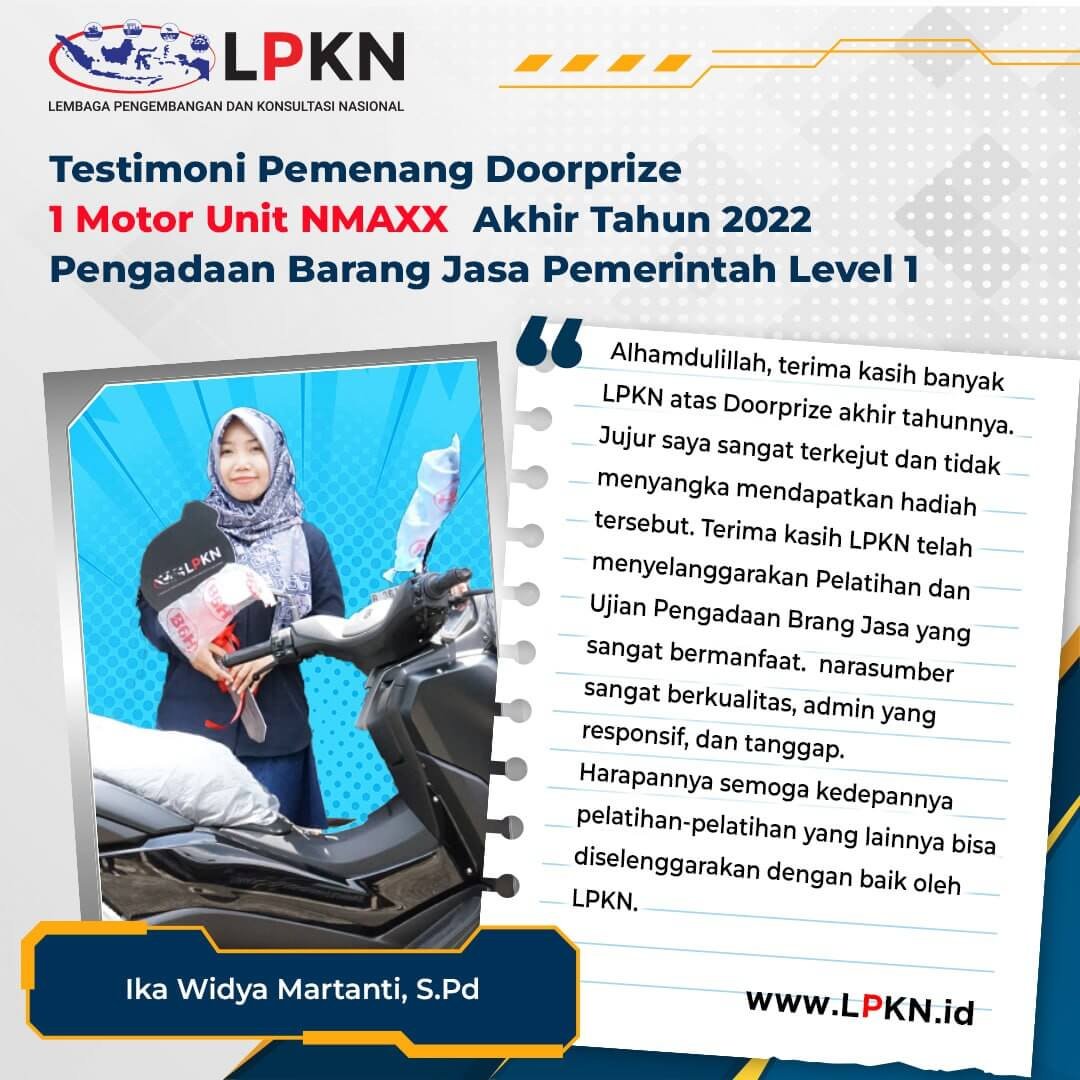 LPKN
LEMBAGA PENGEMBANGAN DAN KONSULTASI NASIONAL
Testimoni Pemenang Doorprize
1 Motor Unit NMAXX Akhir Tahun 2022
Pengadaan Barang Jasa Pemerintah Level 1
Alhamdulillah, terima kasih banyak
LPKN atas Doorprize akhir tahunnya.
Jujur saya sangat terkejut dan tidak
menyangka mendapatkan hadiah
tersebut. Terima kasih LPKN telah
menyelanggarakan Pelatihan dan
Ujian Pengadaan Brang Jasa yang
sangat bermanfaat. narasumber
sangat berkualitas, admin yang
responsif, dan tanggap.
Harapannya semoga kedepannya
pelatihan-pelatihan yang lainnya bisa
diselenggarakan dengan baik oleh
LPKN.
LPKN
Ika Widya Martanti, S.Pd
www.LPKN.id